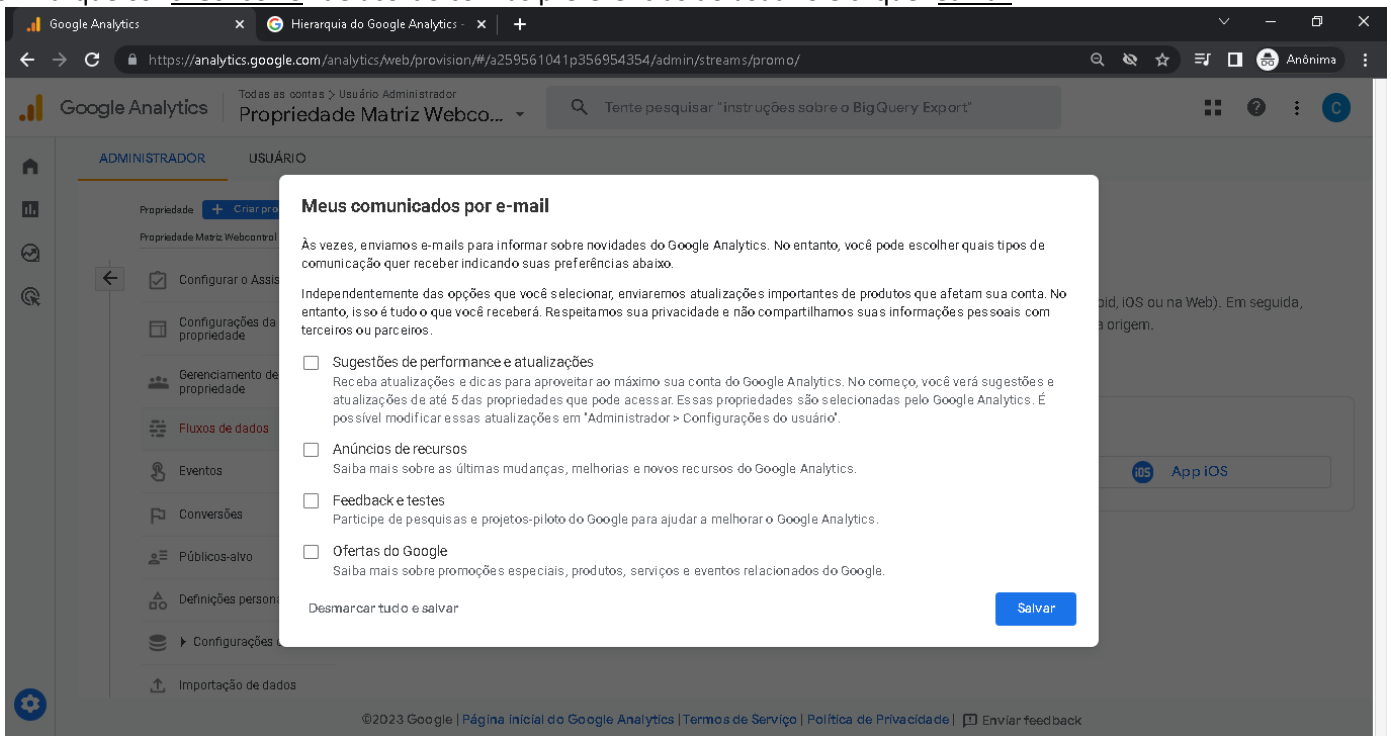 Google Analytics
Hierarquia do Google Analytics -
https://analytics.google.com/analytics/web/provision/#/a259561041p356954354/admin/streams/promo/
Anônima
Google Analytics
Todas as contas > Usuário Administrador
Propriedade Matriz Webco...
Tente pesquisar "instruções sobre o BigQuery Export"
C
ADMINISTRADOR
USUÁRIO
Propriedade
+ Criar pro
Propriedade Matriz Webcontrol
Configurar o Assis
Configurações da
propriedade
Gerenciamento de
propriedade
Fluxos de dados
Eventos
Conversões
Públicos-alvo
Definições person
Configurações
Importação de dados
Meus comunicados por e-mail
Às vezes, enviamos e-mails para informar sobre novidades do Google Analytics. No entanto, você pode escolher quais tipos de
comunicação quer receber indicando suas preferências abaixo.
Independentemente das opções que você selecionar, enviaremos atualizações importantes de produtos que afetam sua conta. No
entanto, isso é tudo o que você receberá. Respeitamos sua privacidade e não compartilhamos suas informações pessoais com
terceiros ou parceiros.
Sugestões de performance e atualizações
Receba atualizações e dicas para aproveitar ao máximo sua conta do Google Analytics. No começo, você verá sugestões e
atualizações de até 5 das propriedades que pode acessar. Essas propriedades são selecionadas pelo Google Analytics. É
possível modificar essas atualizações em "Administrador > Configurações do usuário".
Anúncios de recursos
Saiba mais sobre as últimas mudanças, melhorias e novos recursos do Google Analytics.
Feedback e testes
Participe de pesquisas e projetos-piloto do Google para ajudar a melhorar o Google Analytics.
Ofertas do Google
Saiba mais sobre promoções especiais, produtos, serviços e eventos relacionados do Google.
Desmarcar tudo e salvar
Salvar
oid, iOS ou na Web). Em seguida,
a origem.
iOS App iOS
©2023 Google | Página inicial do Google Analytics | Termos de Serviço | Política de Privacidade | Enviar feedback